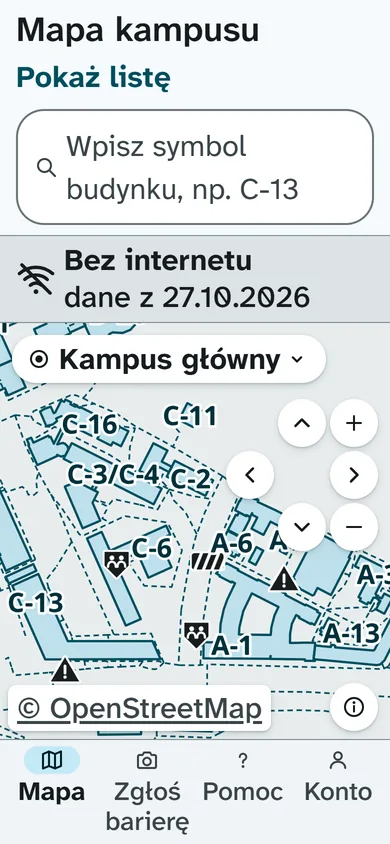 Mapa kampusu
Pokaż listę
Wpisz symbol
budynku, np. C-13
Bez internetu
dane z 27.10.2026
Kampus główny
C-16
C-11
C-3/C-4
C-2
C-6
A-6
C-13
A-13
A-1
© OpenStreetMap
Mapa
Zgłoś
barierę
Pomoc
Konto